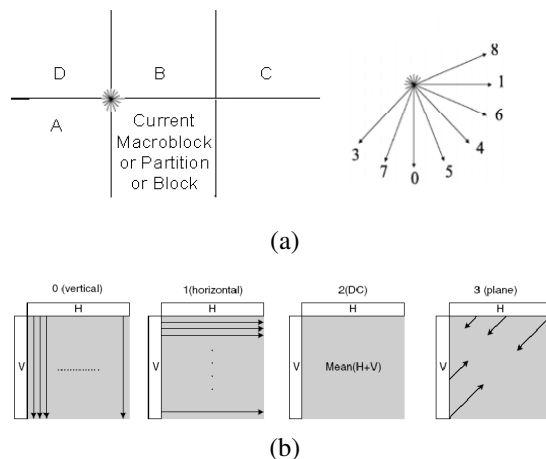 D B C
A
Current
Macroblock
or Partition
or Block
8
1
6
4
5
0
7
3
(a)
0 (vertical) 1(horizontal) 2(DC) 3 (plane)
H H H H
V V V Mean(H+V) V
(b)